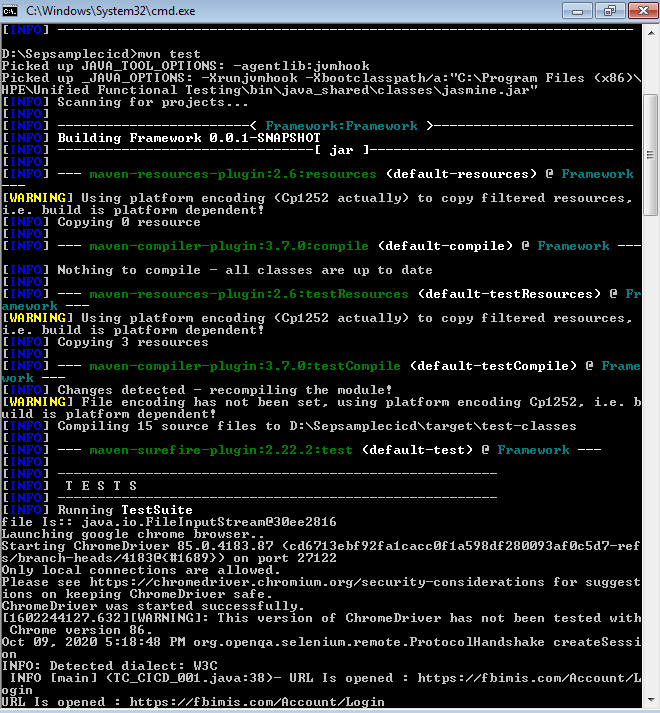 C:\Windows\System32\cmd.exe
[INFO] ------------------------------------------------------------------------
D:\Sepsamplecicd>mvn test
Picked up JAVA_TOOL_OPTIONS: -agentlib:jvmhook
Picked up _JAVA_OPTIONS: -Xrunjvmhook -Xbootclasspath/a:"C:\Program Files (x86)\
HPE\Unified Functional Testing\bin\java_shared\classes\jasmine.jar"
[INFO] Scanning for projects...
[INFO]
[INFO] ------------------------< Framework:Framework >-------------------------
[INFO] Building Framework 0.0.1-SNAPSHOT
[INFO] --------------------------------[ jar ]---------------------------------
[INFO]
[INFO] --- maven-resources-plugin:2.6:resources (default-resources) @ Framework
---
[WARNING] Using platform encoding (Cp1252 actually) to copy filtered resources,
i.e. build is platform dependent!
[INFO] Copying 0 resource
[INFO]
[INFO] --- maven-compiler-plugin:3.7.0:compile (default-compile) @ Framework ---
[INFO] Nothing to compile - all classes are up to date
[INFO]
[INFO] --- maven-resources-plugin:2.6:testResources (default-testResources) @ Fr
amework ---
[WARNING] Using platform encoding (Cp1252 actually) to copy filtered resources,
i.e. build is platform dependent!
[INFO] Copying 3 resources
[INFO]
[INFO] --- maven-compiler-plugin:3.7.0:testCompile (default-testCompile) @ Frame
work ---
[INFO] Changes detected - recompiling the module!
[WARNING] File encoding has not been set, using platform encoding Cp1252, i.e. b
uild is platform dependent!
[INFO] Compiling 15 source files to D:\Sepsamplecicd\target\test-classes
[INFO]
[INFO] --- maven-surefire-plugin:2.22.2:test (default-test) @ Framework ---
[INFO]
[INFO] -------------------------------------------------------
[INFO]  T E S T S
[INFO] -------------------------------------------------------
[INFO] Running TestSuite
file Is:: java.io.FileInputStream@30ee2816
Launching google chrome browser..
Starting ChromeDriver 85.0.4183.87 (cd6713ebf92fa1cacc0f1a598df280093af0c5d7-ref
s/branch-heads/4183@{#1689}) on port 27122
Only local connections are allowed.
Please see https://chromedriver.chromium.org/security-considerations for suggest
ions on keeping ChromeDriver safe.
ChromeDriver was started successfully.
[1602244127.632][WARNING]: This version of ChromeDriver has not been tested with
Chrome version 86.
Oct 09, 2020 5:18:48 PM org.openqa.selenium.remote.ProtocolHandshake createSessi
on
INFO: Detected dialect: W3C
INFO [main] (TC_CICD_001.java:38)- URL Is opened : https://fbimis.com/Account/L
ogin
URL Is opened : https://fbimis.com/Account/Login